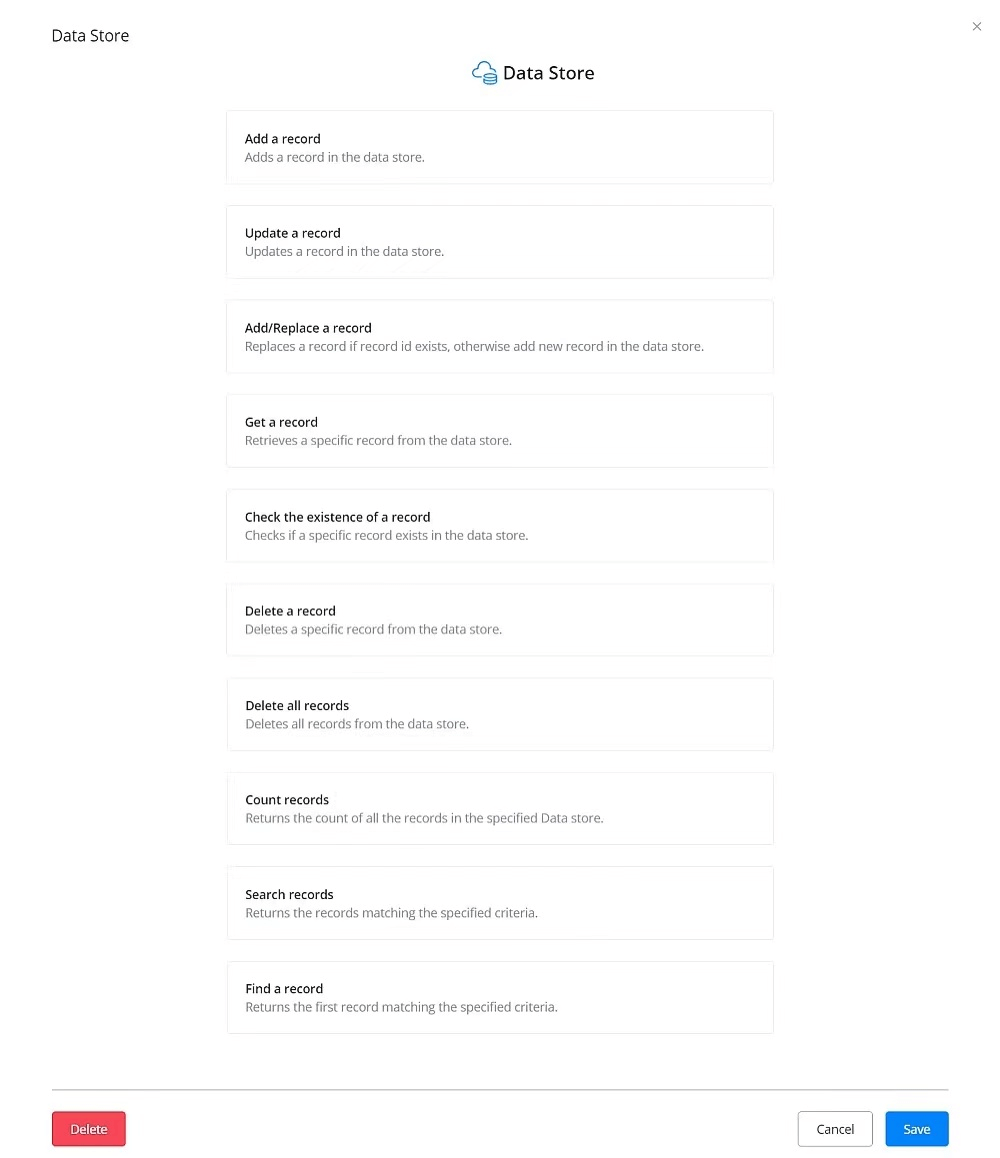 Data Store
×
Data Store
Add a record
Adds a record in the data store.
Update a record
Updates a record in the data store.
Add/Replace a record
Replaces a record if record id exists, otherwise add new record in the data store.
Get a record
Retrieves a specific record from the data store.
Check the existence of a record
Checks if a specific record exists in the data store.
Delete a record
Deletes a specific record from the data store.
Delete all records
Deletes all records from the data store.
Count records
Returns the count of all the records in the specified Data store.
Search records
Returns the records matching the specified criteria.
Find a record
Returns the first record matching the specified criteria.
Delete
Cancel
Save